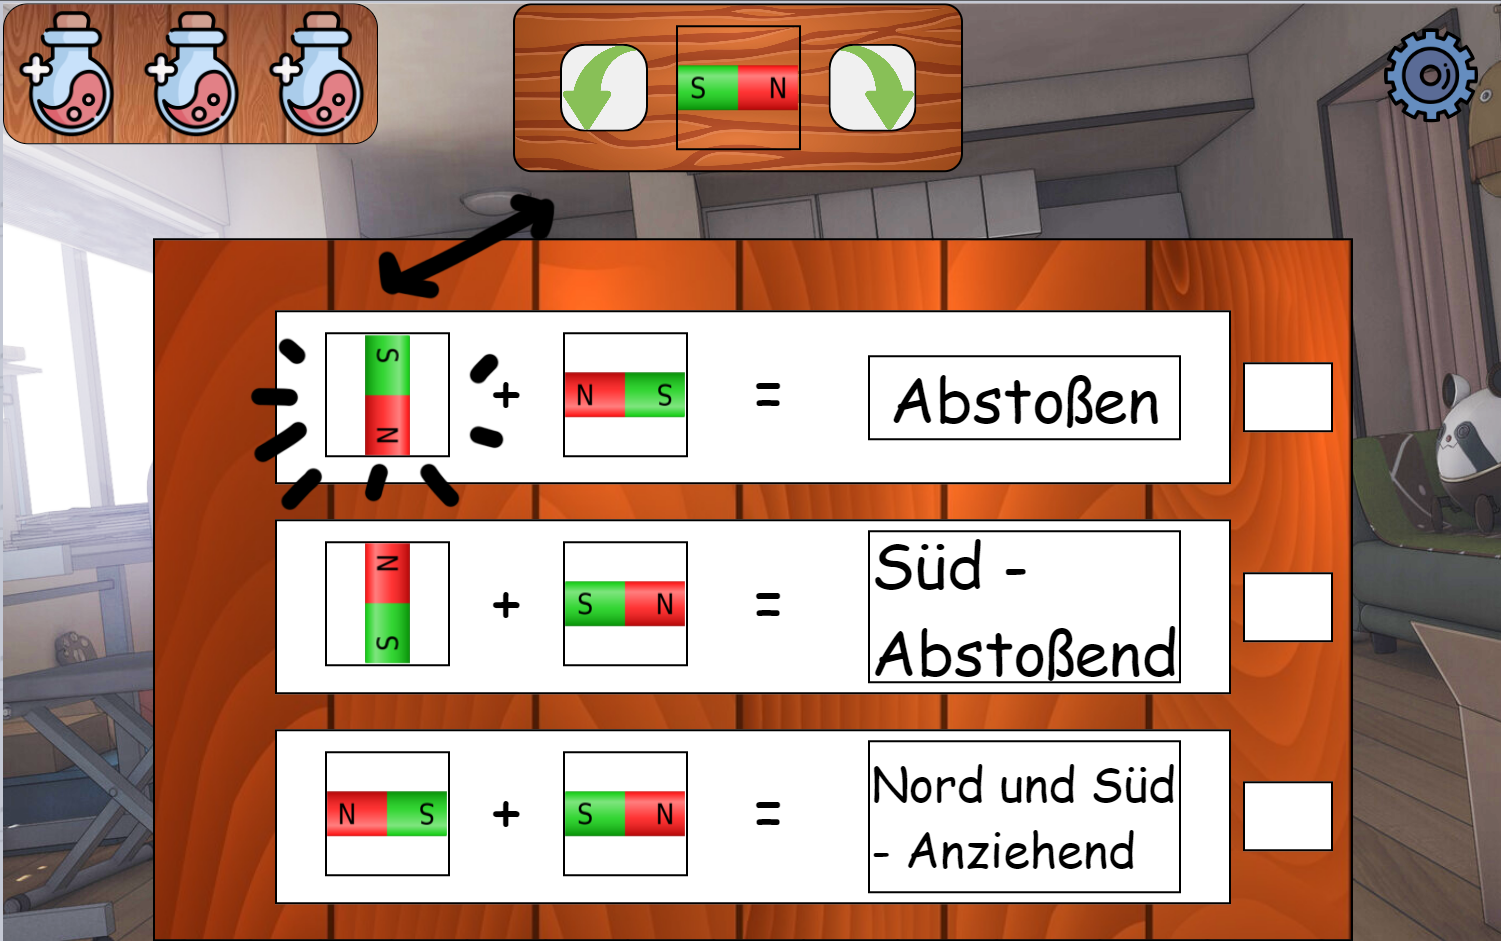 S N
S
N
+
N S
=
Abstoßen
N
S
+
S N
=
Süd -
Abstoßend
N S
+
S N
=
Nord und Süd
- Anziehend